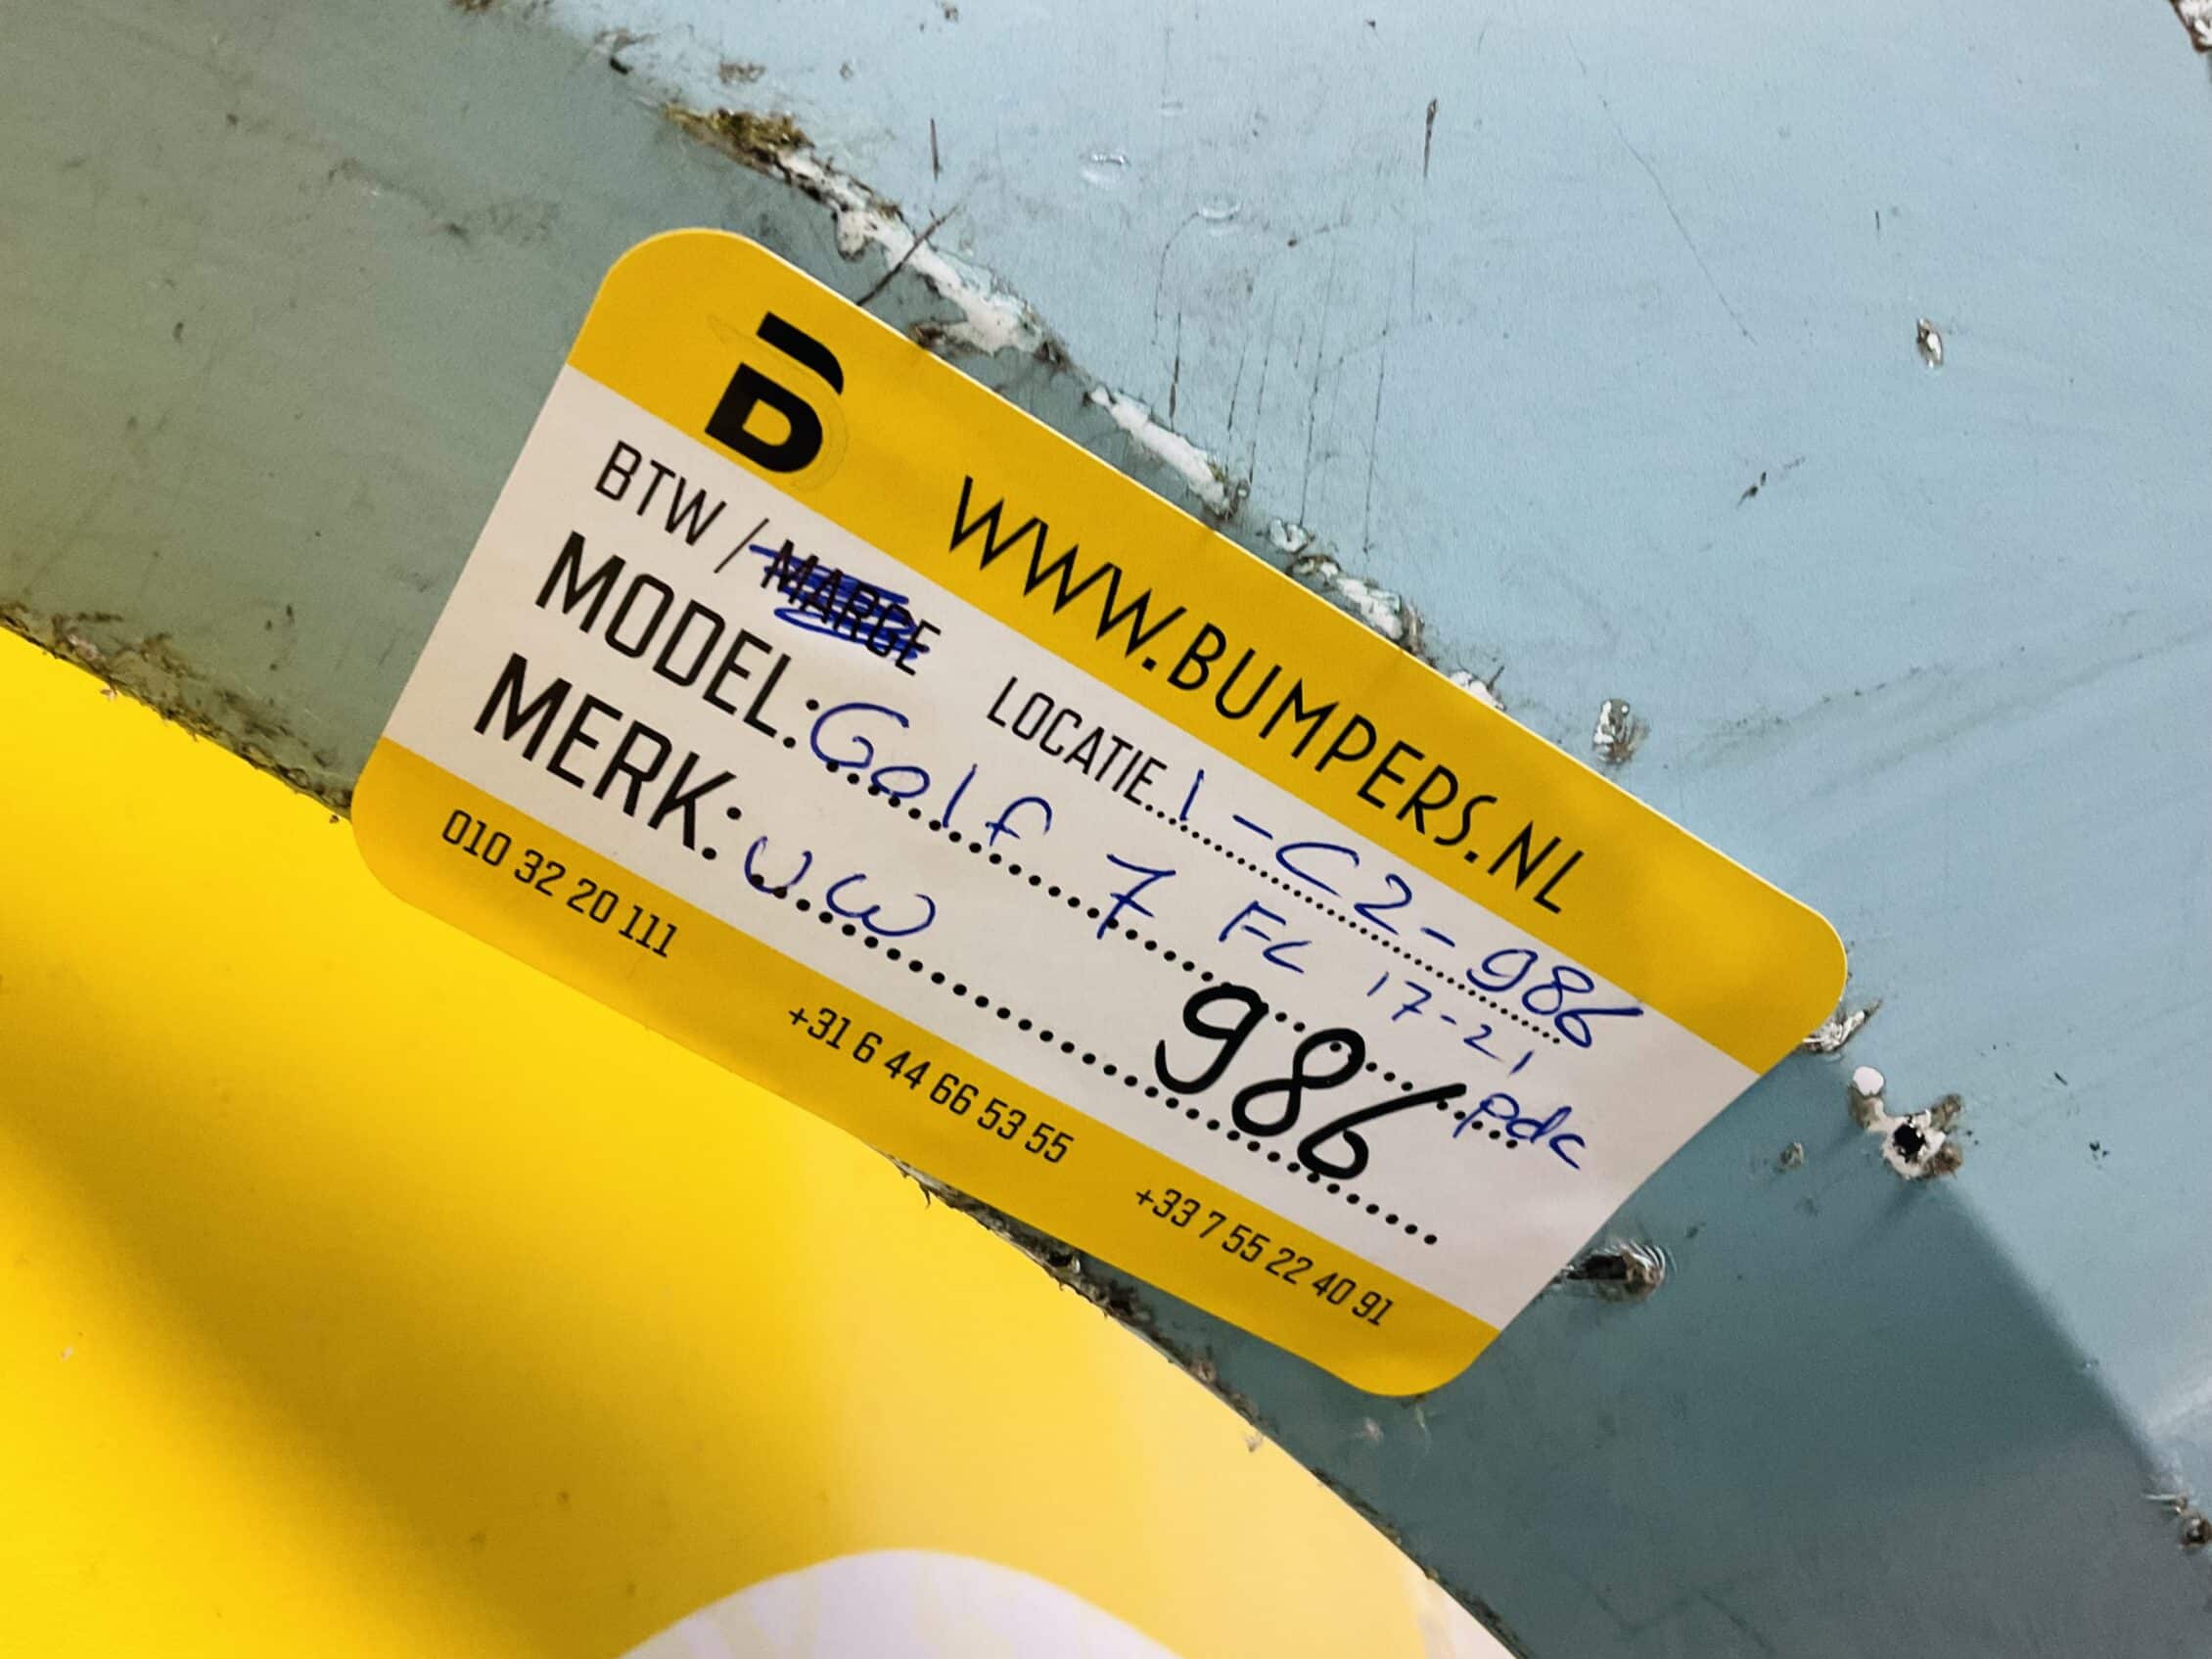 B WWW.BUMPERS.NL
BTW / MARGE LOCATIE 1-C2-986
MODEL: Golf 7 FL 17-21 pdc
MERK: VW 986
010 32 20 111 +31 6 44 66 53 55 +33 7 55 22 40 91